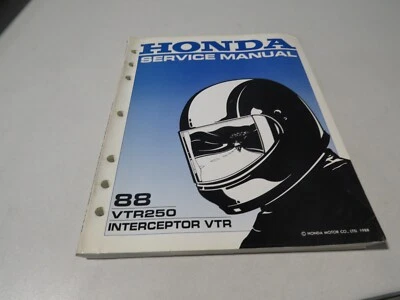 HONDA
SERVICE MANUAL
88
VTR250
INTERCEPTOR VTR
© HONDA MOTOR CO., LTD. 1988